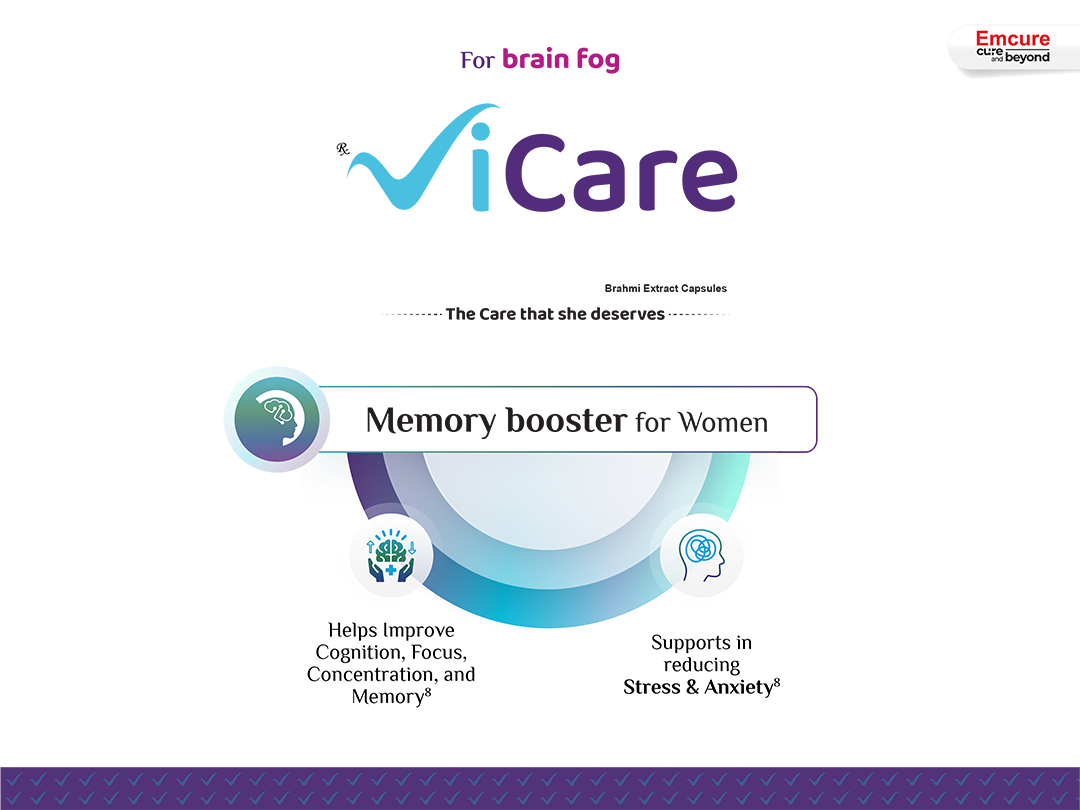 For brain fog
Emcure
cure
and beyond
℞
ViCare
Brahmi Extract Capsules
The Care that she deserves
Memory booster for Women
Helps Improve
Cognition, Focus,
Concentration, and
Memory⁸
Supports in
reducing
Stress & Anxiety⁸